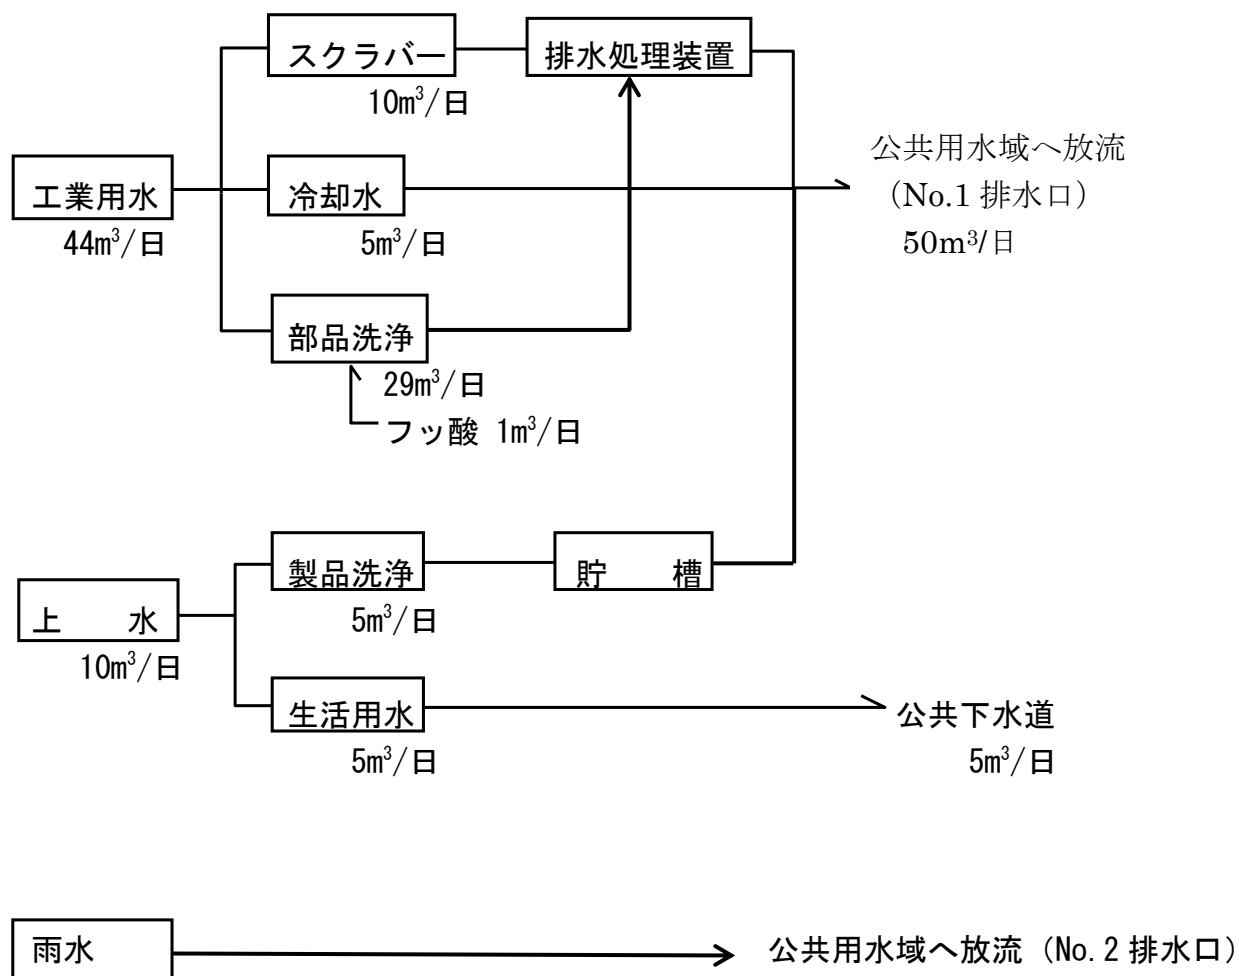 スクラバー
排水処理装置
10m³/日
公共用水域へ放流
工業用水
冷却水
(No.1 排水口)
44m³/日
5m³/日
50m³/日
部品洗浄
29m³/日
フッ酸 1m³/日
製品洗浄
貯 槽
上 水
5m³/日
10m³/日
生活用水
公共下水道
5m³/日
5m³/日
雨水
公共用水域へ放流 (No.2 排水口)